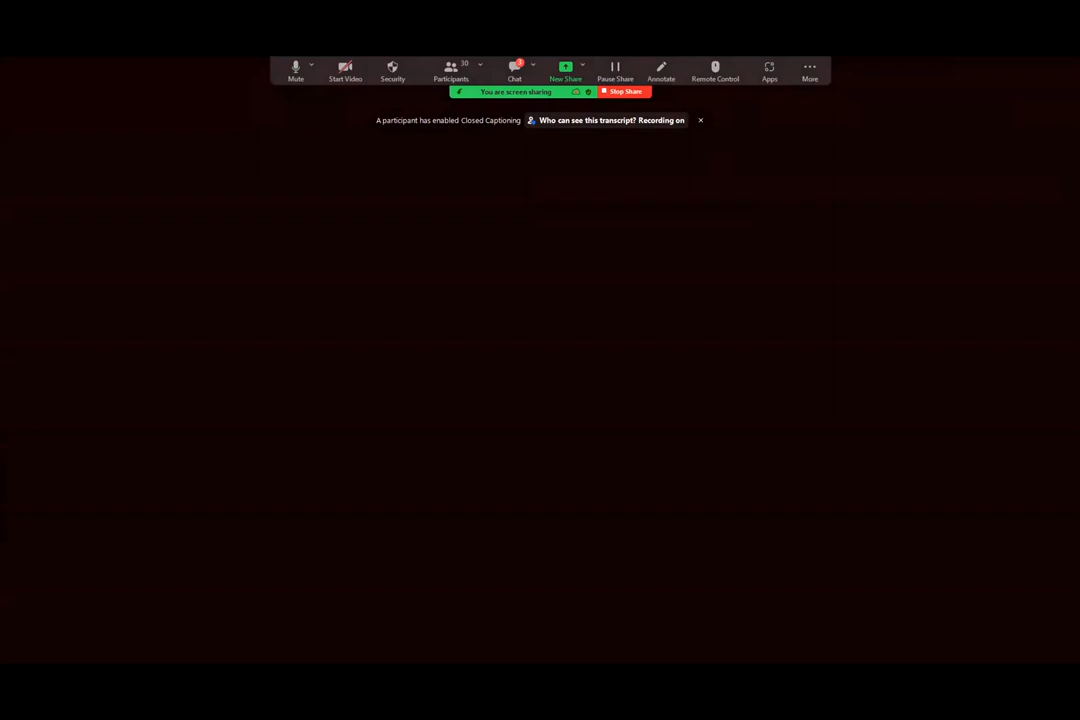 Mute Start Video Security Participants 30 Chat 3 New Share Pause Share Annotate Remote Control Apps More
You are screen sharing Stop Share
A participant has enabled Closed Captioning Who can see this transcript? Recording on